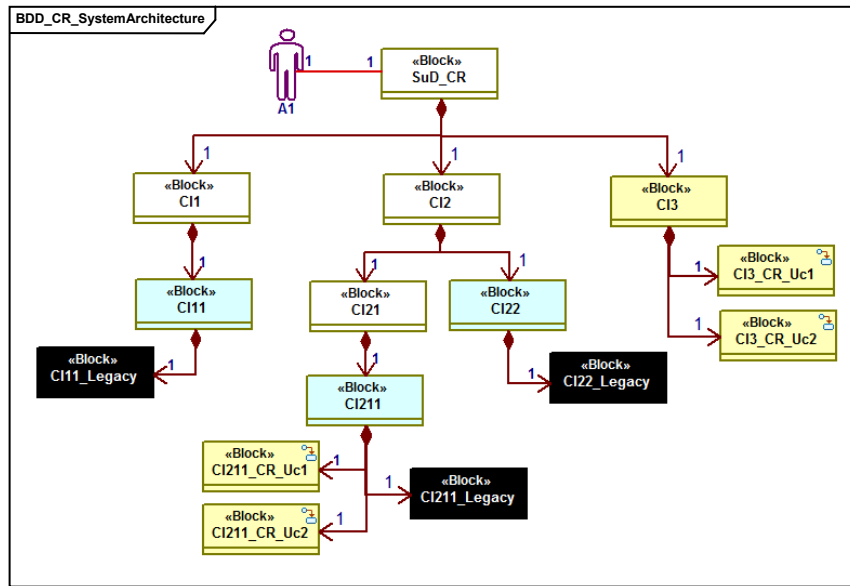 BDD_CR_SystemArchitecture
1
1
A1
«Block»
SuD_CR
1
1
1
«Block»
CI1
«Block»
CI2
«Block»
CI3
1
1
1
1
«Block»
CI3_CR_Uc1
«Block»
CI11
«Block»
CI21
«Block»
CI22
1
«Block»
CI3_CR_Uc2
1
«Block»
CI11_Legacy
1
1
«Block»
CI22_Legacy
«Block»
CI211
«Block»
CI211_CR_Uc1
1
1
«Block»
CI211_Legacy
«Block»
CI211_CR_Uc2
1